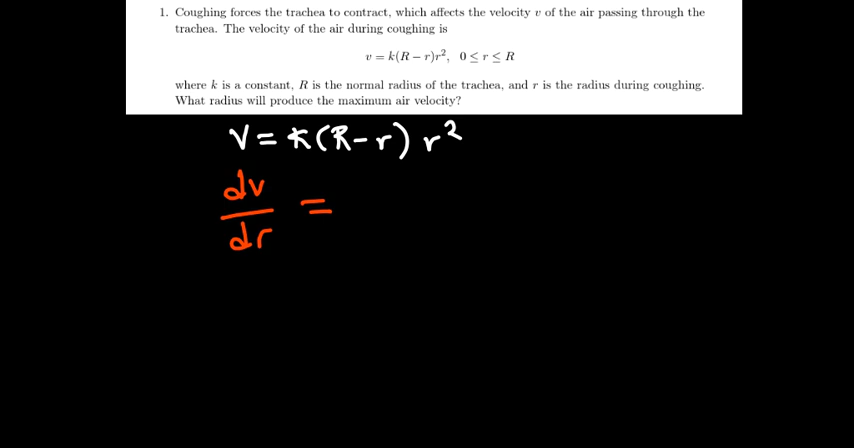 1. Coughing forces the trachea to contract, which affects the velocity v of the air passing through the
trachea. The velocity of the air during coughing is
v = k(R − r)r², 0 ≤ r ≤ R
where k is a constant, R is the normal radius of the trachea, and r is the radius during coughing.
What radius will produce the maximum air velocity?
V = k(R-r) r²
dv
dr =